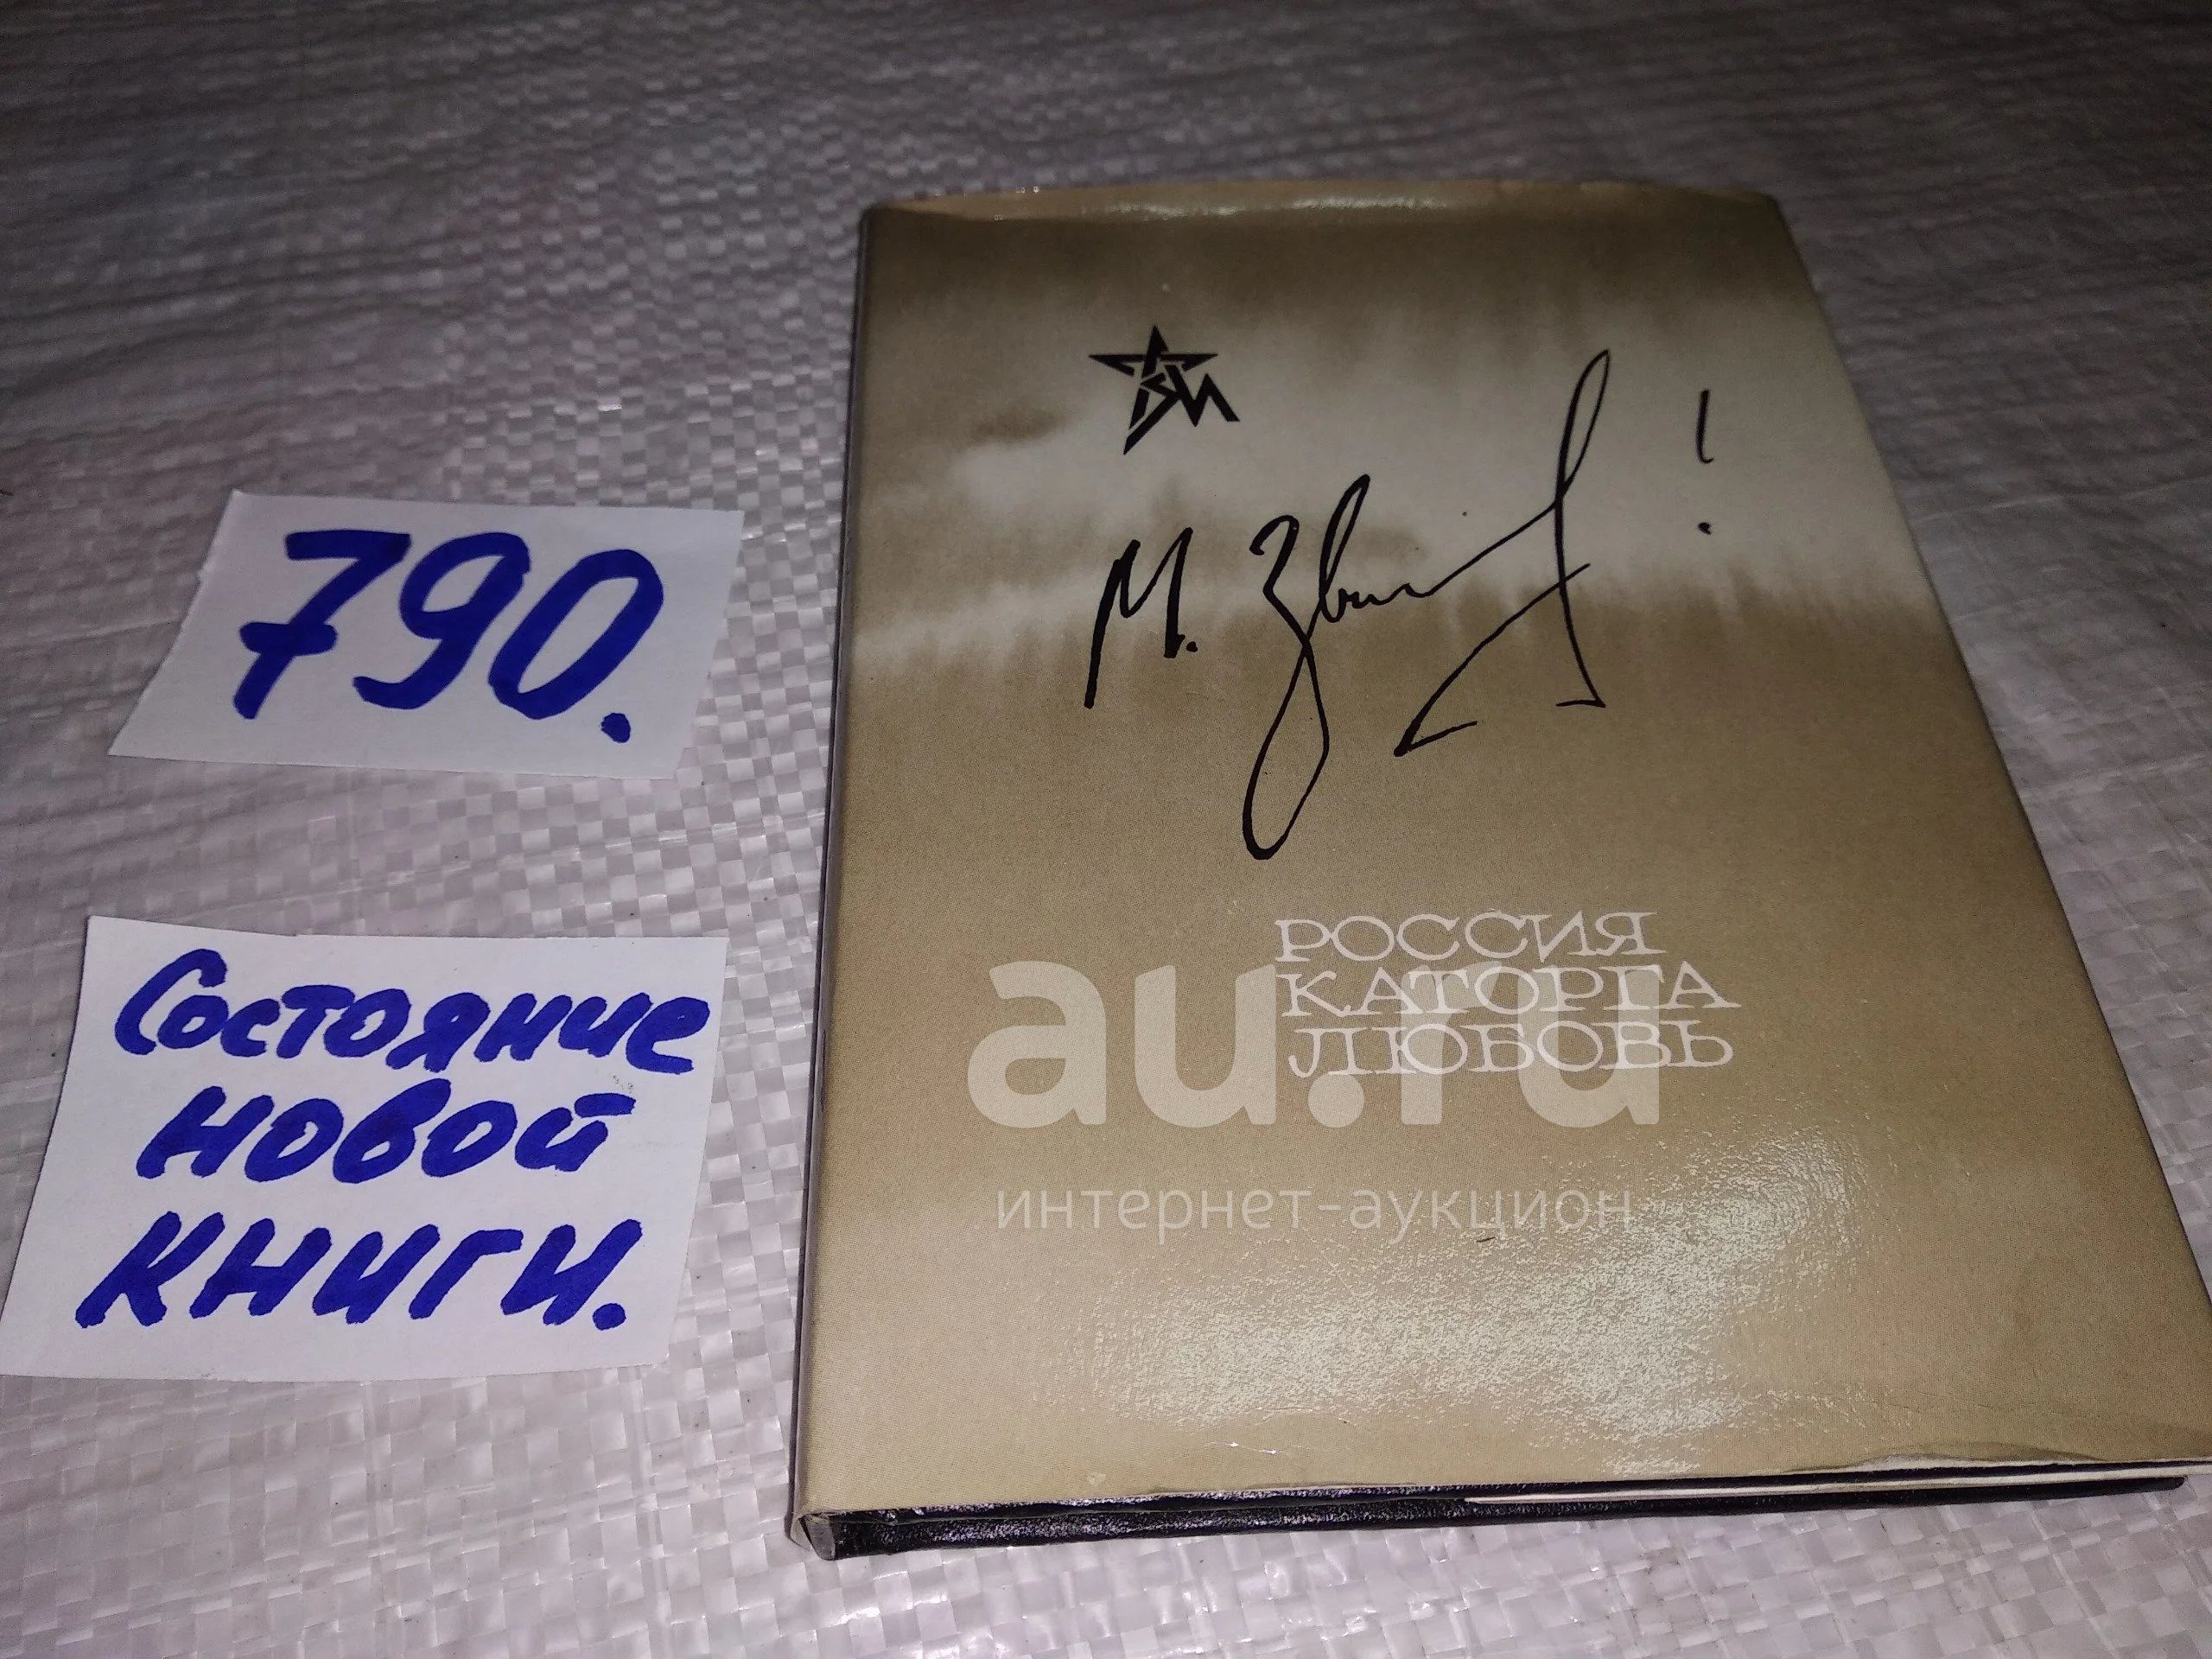 790.
Состояние
новой
книги.
М. Зв
!
РОССИЯ
КАТОРГА
ЛЮБОВЬ
au.ru
интернет-аукцион